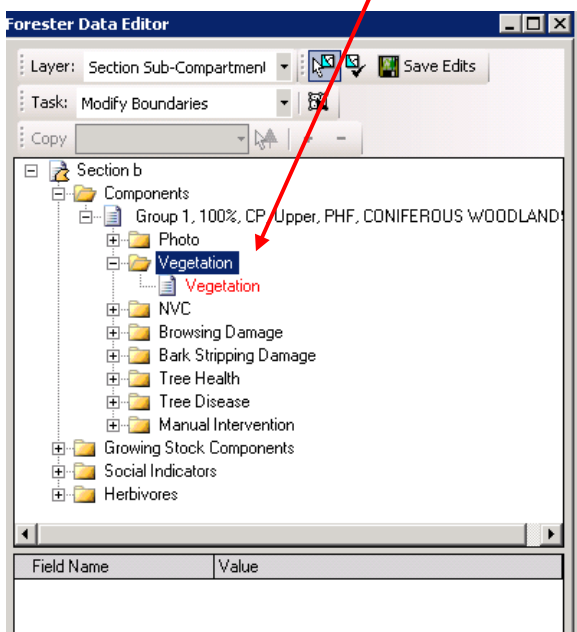 Forester Data Editor
Layer: Section Sub-Compartment Save Edits
Task: Modify Boundaries
Copy
Section b
Components
Group 1, 100%, CP, Upper, PHF, CONIFEROUS WOODLANDS
Photo
Vegetation
Vegetation
NVC
Browsing Damage
Bark Stripping Damage
Tree Health
Tree Disease
Manual Intervention
Growing Stock Components
Social Indicators
Herbivores
Field Name Value